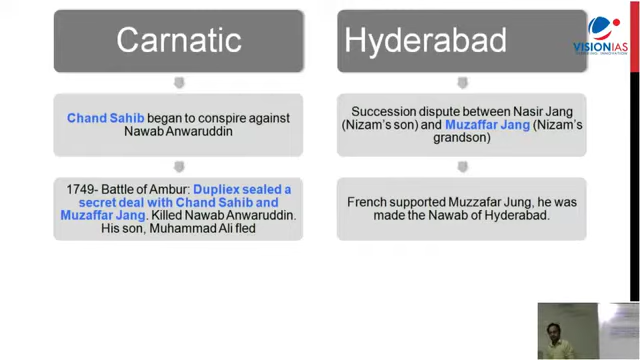 Carnatic
Chand Sahib began to conspire against
Nawab Anwaruddin
1749- Battle of Ambur: Dupliex sealed a
secret deal with Chand Sahib and
Muzaffar Jang. Killed Nawab Anwaruddin.
His son, Muhammad Ali fled
Hyderabad
Succession dispute between Nasir Jang
(Nizam's son) and Muzaffar Jang (Nizam's
grandson)
French supported Muzzafar Jung, he was
made the Nawab of Hyderabad.
VISIONIAS